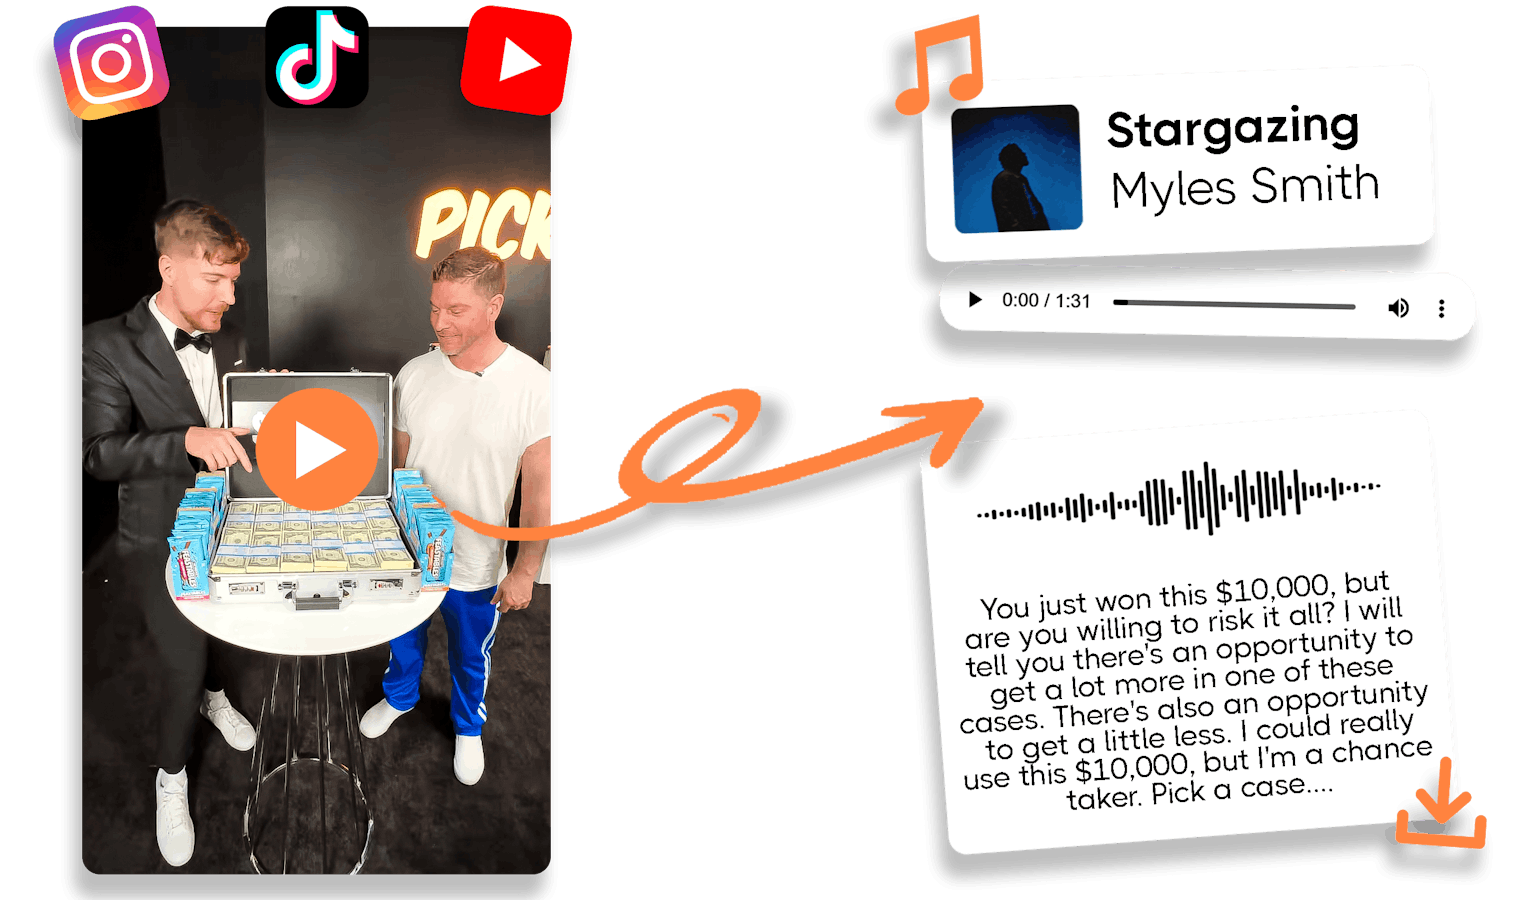 PICK
FEASTABLES
Stargazing
Myles Smith
0:00 / 1:31
You just won this $10,000, but
are you willing to risk it all? I will
tell you there's an opportunity to
get a lot more in one of these
cases. There's also an opportunity
to get a little less. I could really
use this $10,000, but I'm a chance
taker. Pick a case....